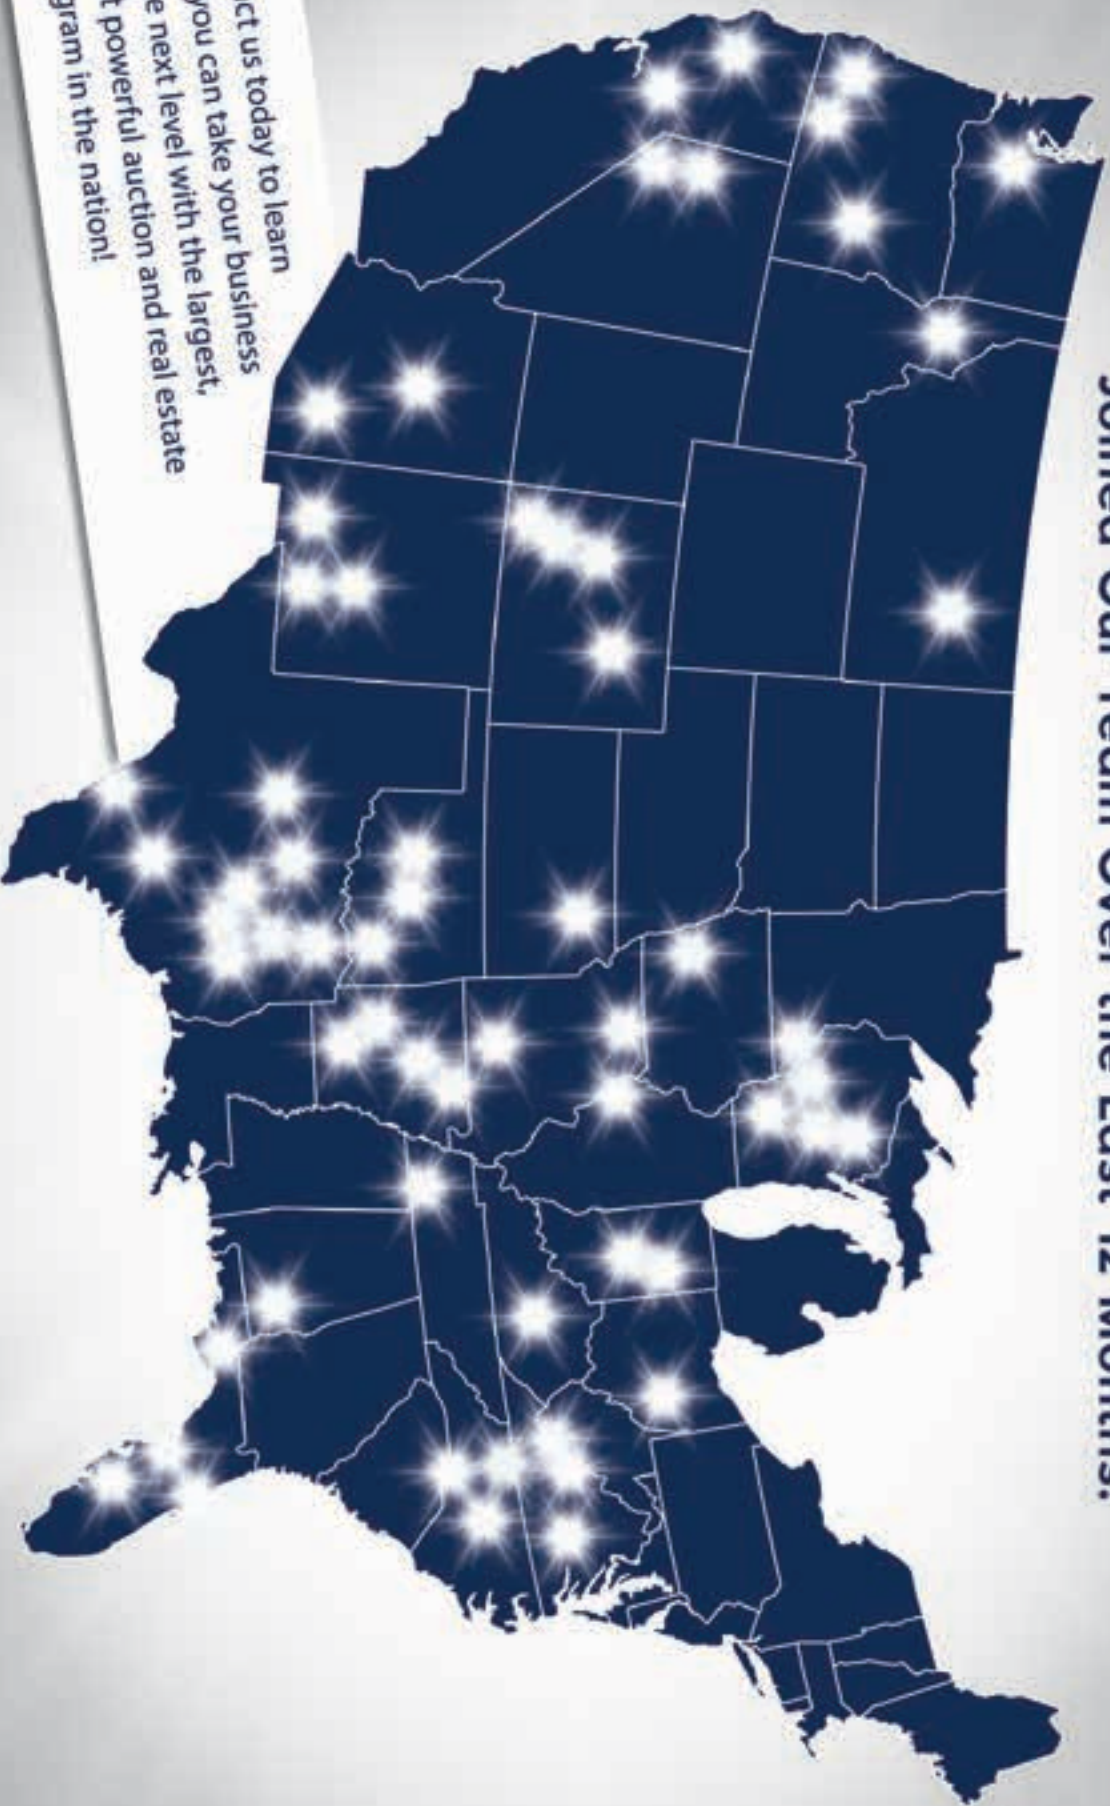 Joined Our Team Over the Last 12 Months:
ct us today to learn
you can take your business
e next level with the largest,
t powerful auction and real estate
gram in the nation!